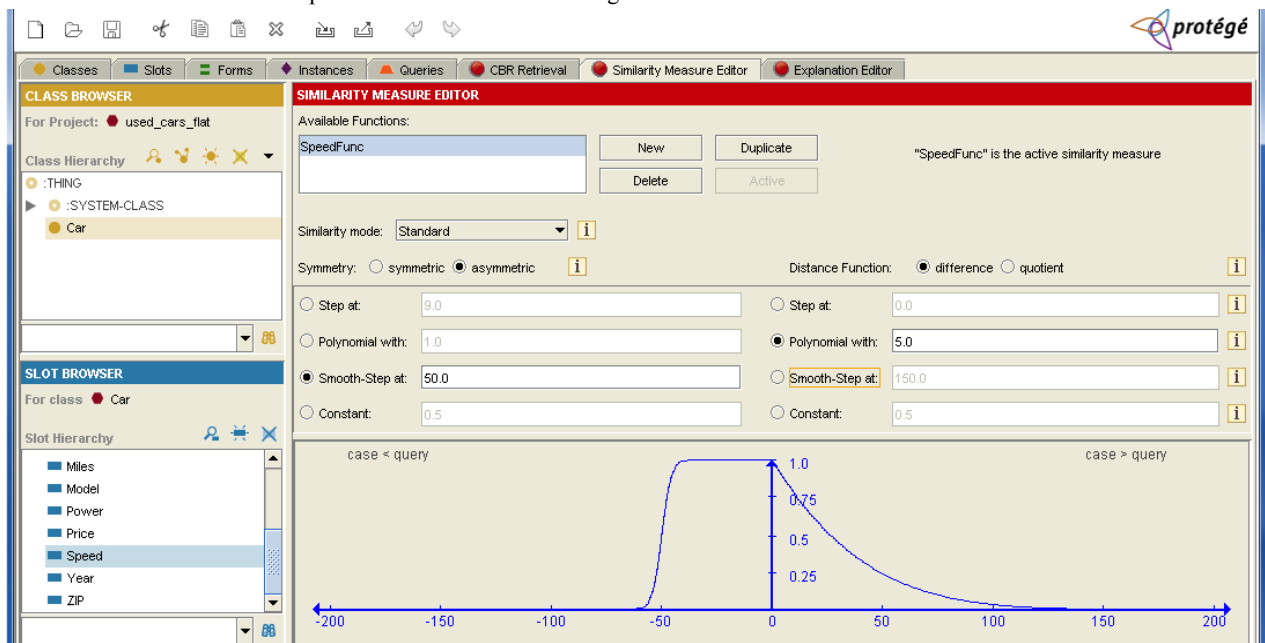 protégé
Classes Slots Forms Instances Queries CBR Retrieval Similarity Measure Editor Explanation Editor
CLASS BROWSER
For Project: used_cars_flat
Class Hierarchy
:THING
:SYSTEM-CLASS
Car
SLOT BROWSER
For class Car
Slot Hierarchy
Miles
Model
Power
Price
Speed
Year
ZIP
SIMILARITY MEASURE EDITOR
Available Functions:
SpeedFunc
New Duplicate
Delete Active
"SpeedFunc" is the active similarity measure
Similarity mode: Standard i
Symmetry: symmetric asymmetric i Distance Function: difference quotient i
Step at: 9.0 Step at: 0.0 i
Polynomial with: 1.0 Polynomial with: 5.0 i
Smooth-Step at: 50.0 Smooth-Step at: 150.0 i
Constant: 0.5 Constant: 0.5 i
case < query case > query
1.0
0.75
0.5
0.25
-200 -150 -100 -50 0 50 100 150 200